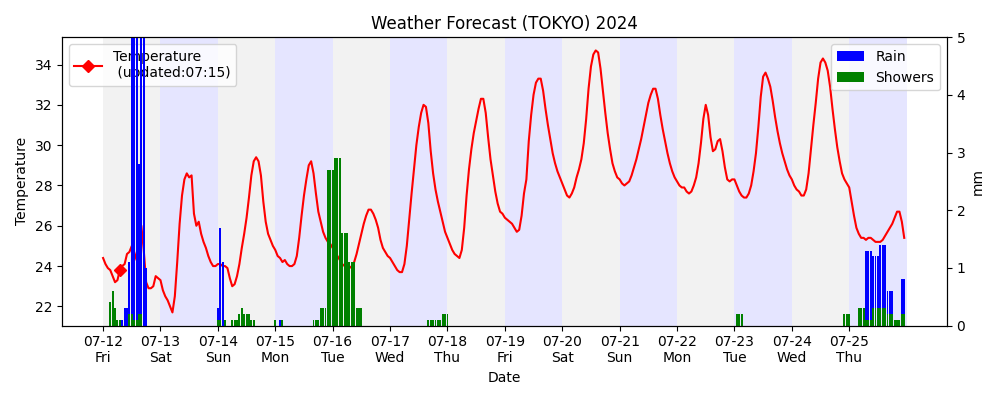 Weather Forecast (TOKYO) 2024
Temperature
(updated:07:15)
Rain
Showers
Temperature
34
32
30
28
26
24
22
5
4
3
2
1
0
mm
07-12 07-13 07-14 07-15 07-16 07-17 07-18 07-19 07-20 07-21 07-22 07-23 07-24 07-25
Fri Sat Sun Mon Tue Wed Thu Fri Sat Sun Mon Tue Wed Thu
Date